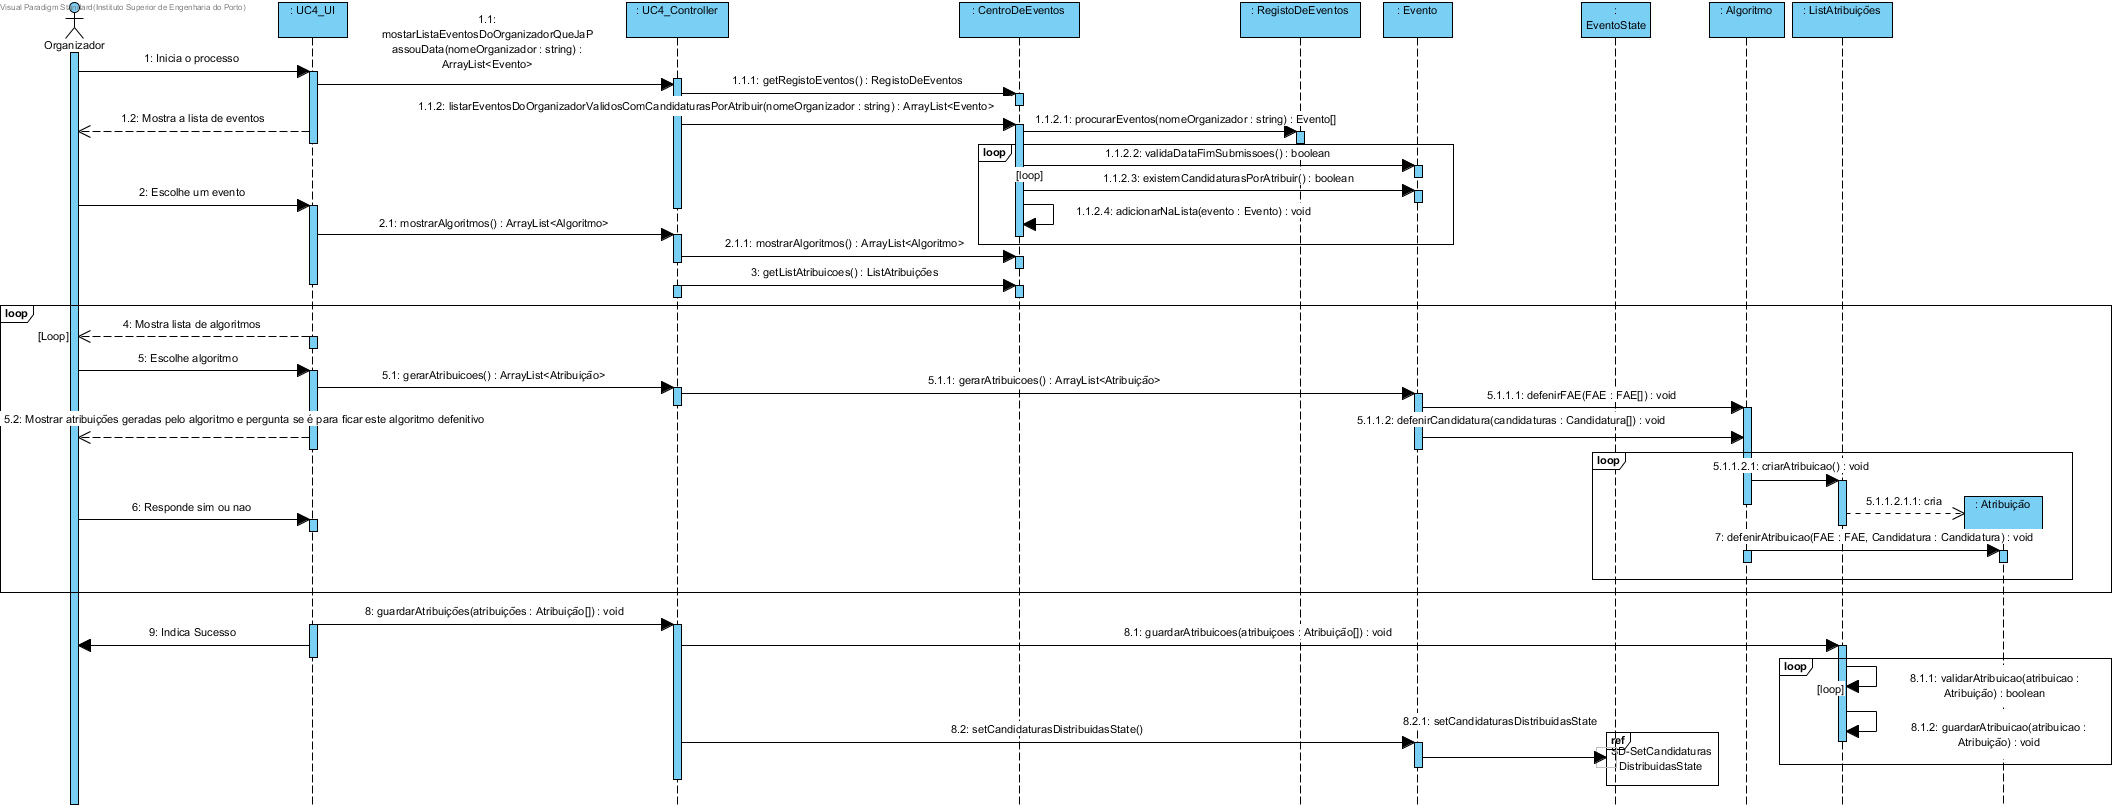 Visual Paradigm Standard(Instituto Superior de Engenharia do Porto)
Organizador
: UC4_UI
: UC4_Controller
: CentroDeEventos
: RegistoDeEventos
: Evento
:
EventoState
: Algoritmo
: ListAtribuições
1: Inicia o processo
1.1:
mostarListaEventosDoOrganizadorQueJaP
assouData(nomeOrganizador : string) :
ArrayList<Evento>
1.1.1: getRegistoEventos() : RegistoDeEventos
1.1.2: listarEventosDoOrganizadorValidosComCandidaturasPorAtribuir(nomeOrganizador : string) : ArrayList<Evento>
1.2: Mostra a lista de eventos
1.1.2.1: procurarEventos(nomeOrganizador : string) : Evento[]
loop
[loop]
1.1.2.2: validaDataFimSubmissoes() : boolean
1.1.2.3: existemCandidaturasPorAtribuir() : boolean
1.1.2.4: adicionarNaLista(evento : Evento) : void
2: Escolhe um evento
2.1: mostrarAlgoritmos() : ArrayList<Algoritmo>
2.1.1: mostrarAlgoritmos() : ArrayList<Algoritmo>
3: getListAtribuicoes() : ListAtribuições
loop
[Loop]
4: Mostra lista de algoritmos
5: Escolhe algoritmo
5.1: gerarAtribuicoes() : ArrayList<Atribuição>
5.1.1: gerarAtribuicoes() : ArrayList<Atribuição>
5.1.1.1: defenirFAE(FAE : FAE[]) : void
5.1.1.2: defenirCandidatura(candidaturas : Candidatura[]) : void
5.2: Mostrar atribuições geradas pelo algoritmo e pergunta se é para ficar este algoritmo defenitivo
loop
5.1.1.2.1: criarAtribuicao() : void
5.1.1.2.1.1: cria
: Atribuição
6: Responde sim ou nao
7: defenirAtribuicao(FAE : FAE, Candidatura : Candidatura) : void
8: guardarAtribuições(atribuições : Atribuição[]) : void
9: Indica Sucesso
8.1: guardarAtribuicoes(atribuiçoes : Atribuição[]) : void
loop
[loop]
8.1.1: validarAtribuicao(atribuicao :
Atribuição) : boolean
8.1.2: guardarAtribuicao(atribuicao :
Atribuição) : void
8.2: setCandidaturasDistribuidasState()
8.2.1: setCandidaturasDistribuidasState
ref
SD-SetCandidaturas
DistribuidasState